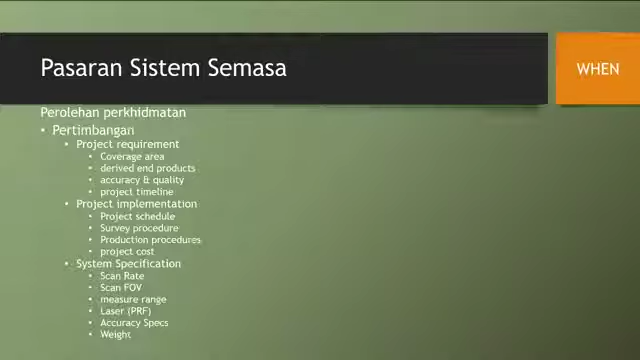 Pasaran Sistem Semasa
WHEN
Perolehan perkhidmatan
• Pertimbangan
• Project requirement
• Coverage area
• derived end products
• accuracy & quality
• project timeline
• Project implementation
• Project schedule
• Survey procedure
• Production procedures
• project cost
• System Specification
• Scan Rate
• Scan FOV
• measure range
• Laser (PRF)
• Accuracy Specs
• Weight